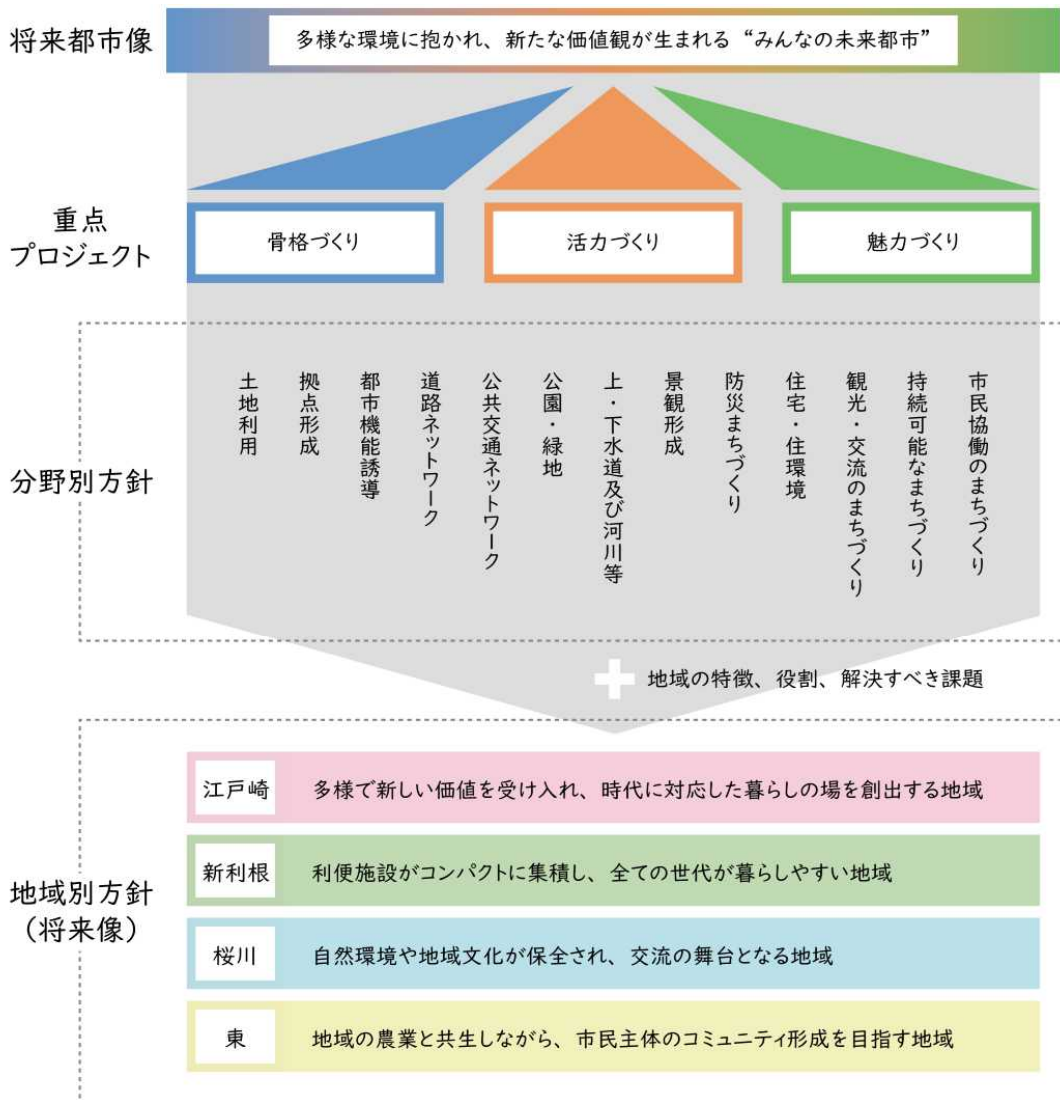 将来都市像
多様な環境に抱かれ、新たな価値観が生まれる“みんなの未来都市”
重点
プロジェクト
骨格づくり
活力づくり
魅力づくり
分野別方針
土地利用
拠点形成
都市機能誘導
道路ネットワーク
公共交通ネットワーク
公園・緑地
上・下水道及び河川等
景観形成
防災まちづくり
住宅・住環境
観光・交流のまちづくり
持続可能なまちづくり
市民協働のまちづくり
地域の特徴、役割、解決すべき課題
地域別方針
（将来像）
江戸崎
多様で新しい価値を受け入れ、時代に対応した暮らしの場を創出する地域
新利根
利便施設がコンパクトに集積し、全ての世代が暮らしやすい地域
桜川
自然環境や地域文化が保全され、交流の舞台となる地域
東
地域の農業と共生しながら、市民主体のコミュニティ形成を目指す地域